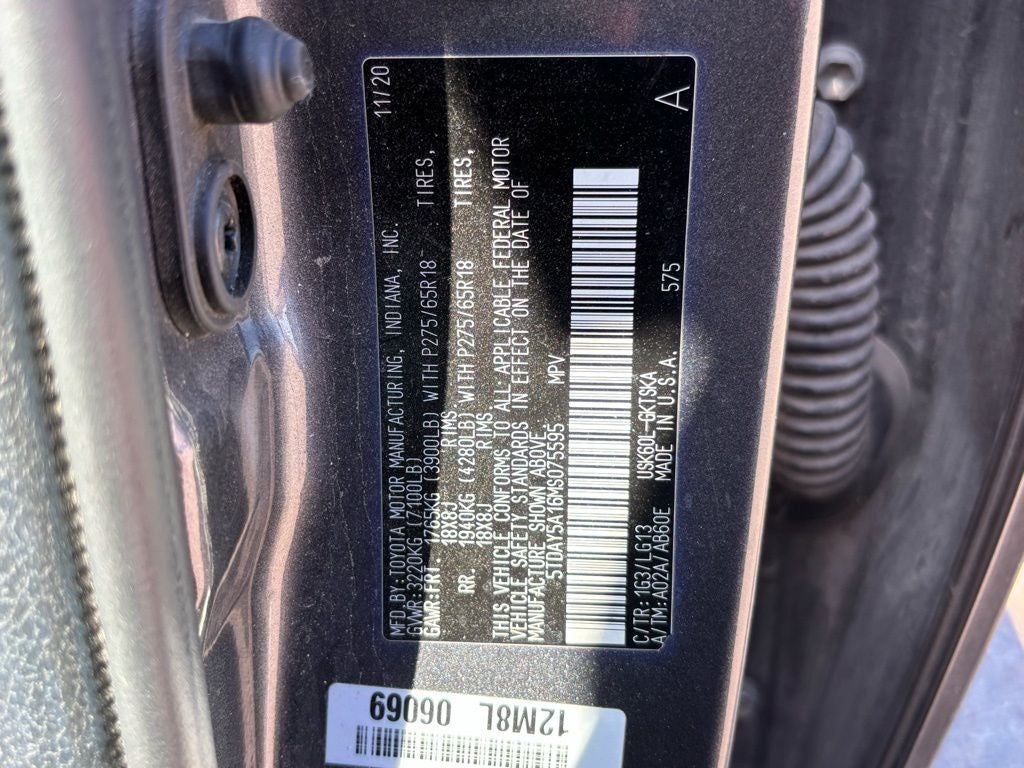 MFD.BY:TOYOTA MOTOR MANUFACTURING, INDIANA, INC. 11/20
GVWR:3220KG(7100LB)
GAWR:FRT. 1765KG(3900LB) WITH P275/65R18 TIRES,
18X8J RIMS
RR. 1940KG(4280LB) WITH P275/65R18 TIRES,
18X8J RIMS
THIS VEHICLE CONFORMS TO ALL APPLICABLE FEDERAL MOTOR
VEHICLE SAFETY STANDARDS IN EFFECT ON THE DATE OF
MANUFACTURE SHOWN ABOVE
5TDAY5A16MS075595 MPV
C/TR: 1G3/LG13 USK60L-GKTSKA
A/TM: AG2A/AB60E MADE IN U.S.A. 575 A
12M8L 06069